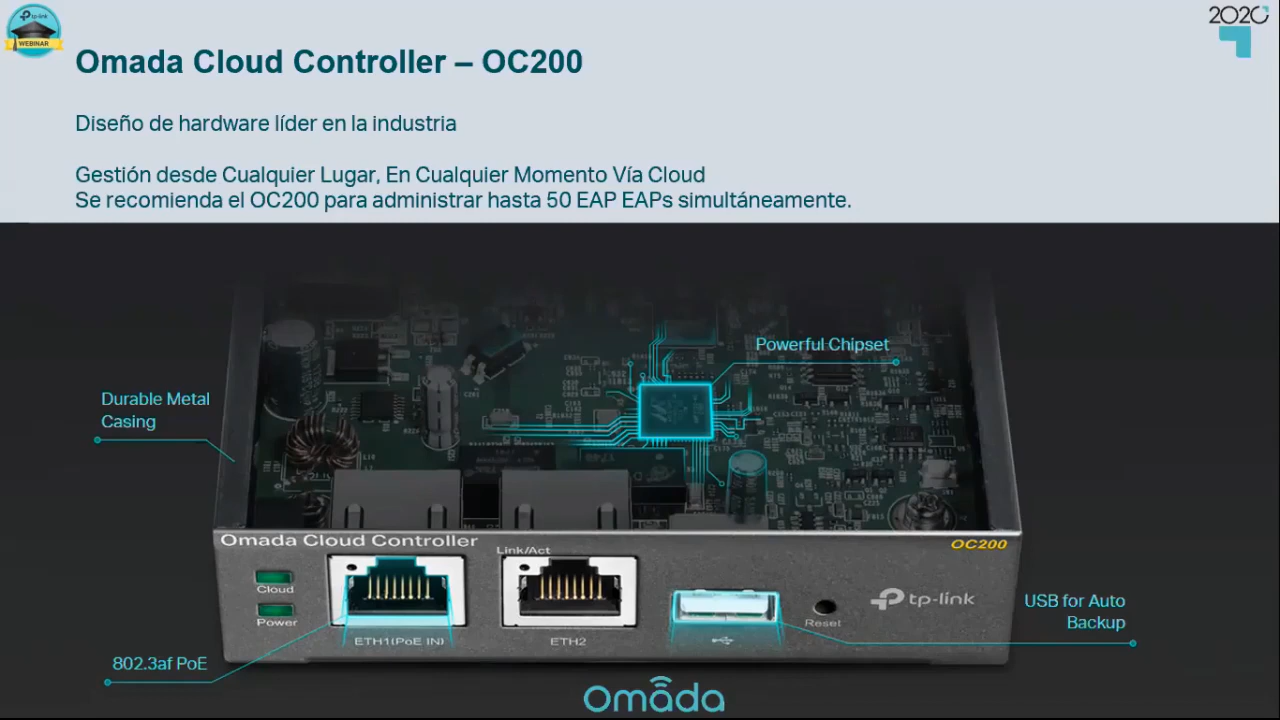 tp-link
WEBINAR
2020
Omada Cloud Controller – OC200
Diseño de hardware líder en la industria
Gestión desde Cualquier Lugar, En Cualquier Momento Vía Cloud
Se recomienda el OC200 para administrar hasta 50 EAP EAPs simultáneamente.
Powerful Chipset
Durable Metal
Casing
Omada Cloud Controller
Link/Act
OC200
Cloud
Power
ETH1(PoE IN)
ETH2
Reset
tp-link
USB for Auto
Backup
802.3af PoE
Omada